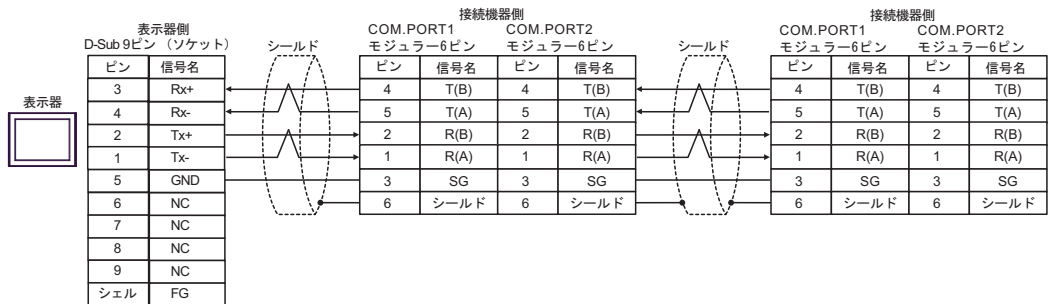 表示器
表示器側
D-Sub 9ピン （ソケット）
ピン 信号名
3 Rx+
4 Rx-
2 Tx+
1 Tx-
5 GND
6 NC
7 NC
8 NC
9 NC
シェル FG
シールド
接続機器側
COM.PORT1 COM.PORT2
モジュラー6ピン モジュラー6ピン
ピン 信号名 ピン 信号名
4 T(B) 4 T(B)
5 T(A) 5 T(A)
2 R(B) 2 R(B)
1 R(A) 1 R(A)
3 SG 3 SG
6 シールド 6 シールド
シールド
接続機器側
COM.PORT1 COM.PORT2
モジュラー6ピン モジュラー6ピン
ピン 信号名 ピン 信号名
4 T(B) 4 T(B)
5 T(A) 5 T(A)
2 R(B) 2 R(B)
1 R(A) 1 R(A)
3 SG 3 SG
6 シールド 6 シールド